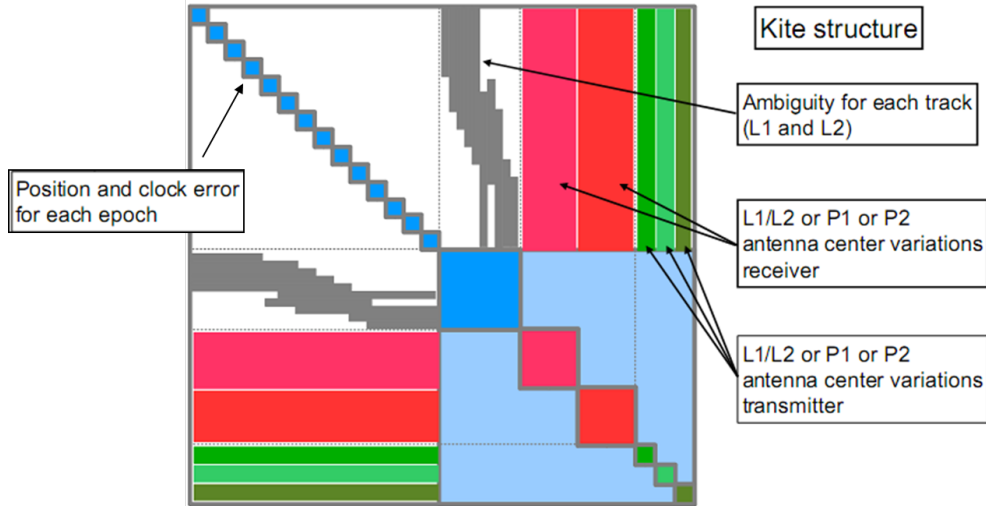 Kite structure
Ambiguity for each track
(L1 and L2)
Position and clock error
for each epoch
L1/L2 or P1 or P2
antenna center variations
receiver
L1/L2 or P1 or P2
antenna center variations
transmitter